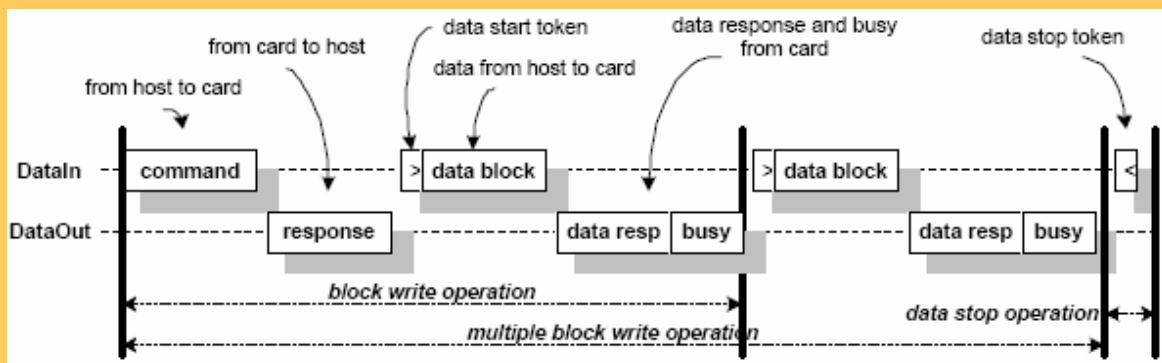 data start token
data response and busy
from card
data stop token
from card to host
data from host to card
from host to card
DataIn
command
>
data block
>
data block
<
DataOut
response
data resp
busy
data resp
busy
block write operation
data stop operation
multiple block write operation